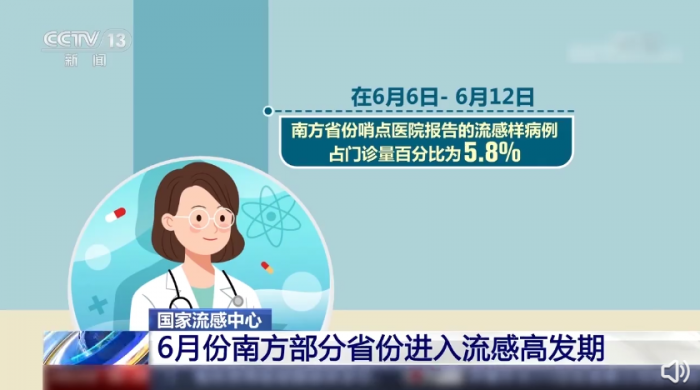 CCTV 13
新闻
在6月6日- 6月12日
南方省份哨点医院报告的流感样病例
占门诊量百分比为5.8%
国家流感中心
6月份南方部分省份进入流感高发期